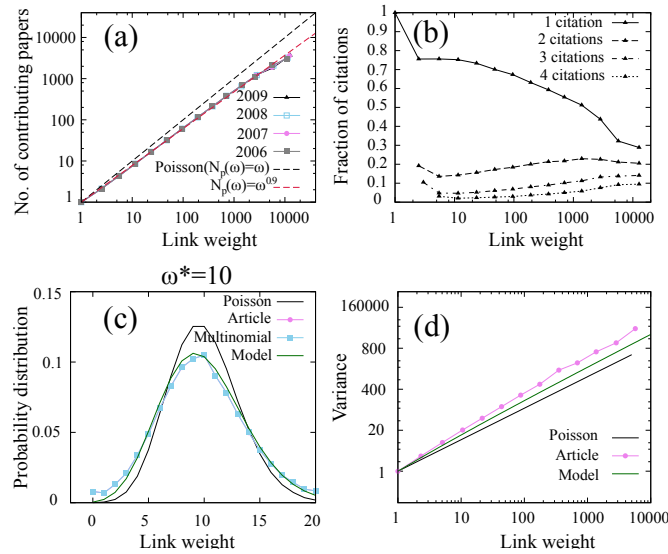 (a)
No. of contributing papers
10000
1000
100
10
1
2009
2008
2007
2006
Poisson(Np(ω)=ω)
Np(ω)=ω^0.9
1 10 100 1000 10000
Link weight
(b)
Fraction of citations
1
0.9
0.8
0.7
0.6
0.5
0.4
0.3
0.2
0.1
0
1 citation
2 citations
3 citations
4 citations
1 10 100 1000 10000
Link weight
ω*=10
(c)
Probability distribution
0.15
0.1
0.05
0
Poisson
Article
Multinomial
Model
0 5 10 15 20
Link weight
(d)
Variance
160000
800
400
20
1
Poisson
Article
Model
1 10 100 1000 10000
Link weight